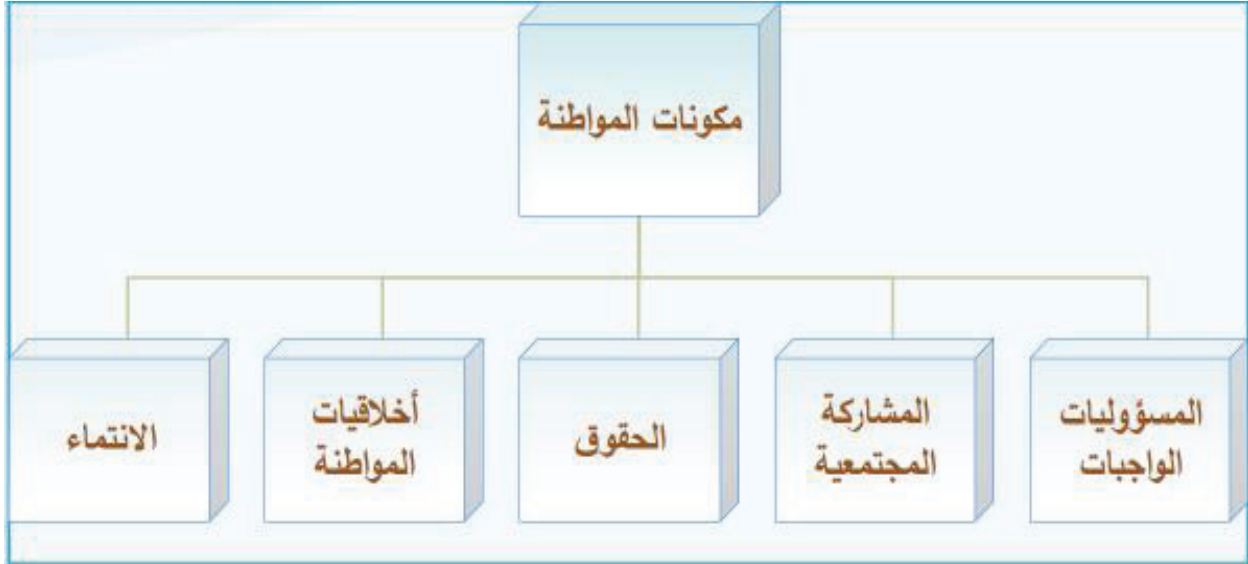 مكونات المواطنة
المسؤوليات
الواجبات
المشاركة
المجتمعية
الحقوق
أخلاقيات
المواطنة
الانتماء